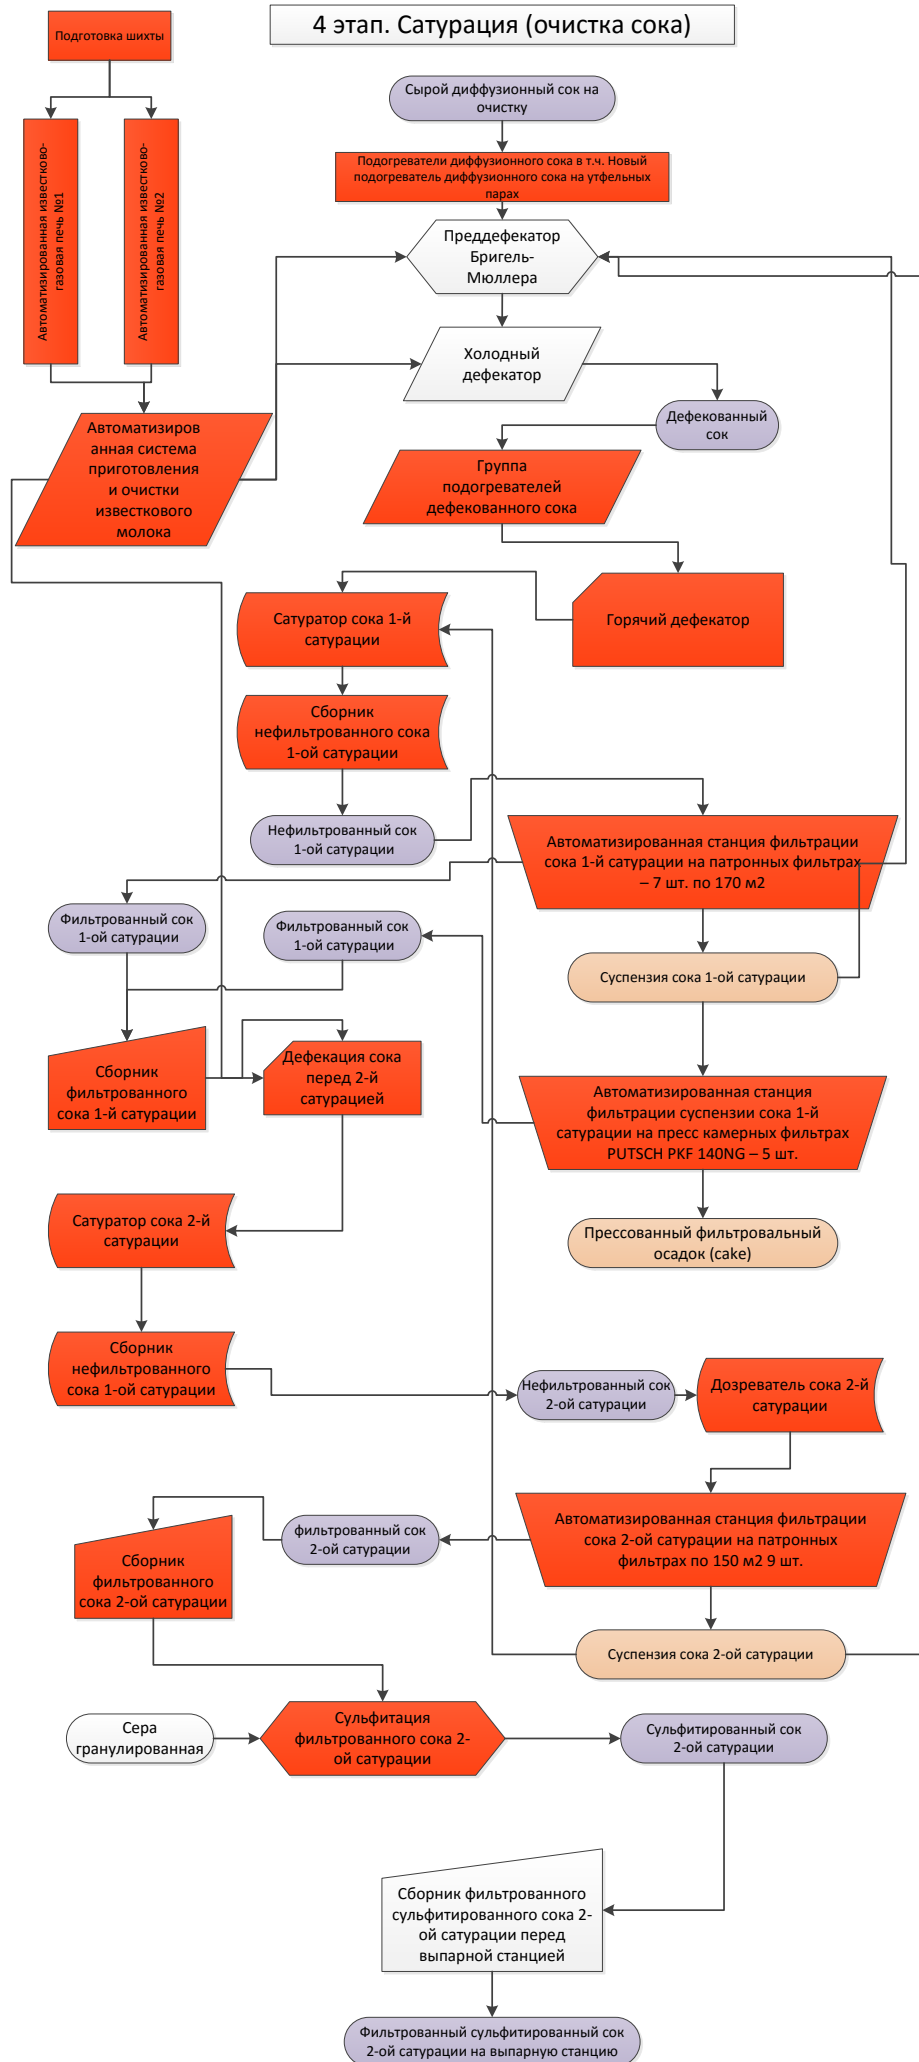 4 этап. Сатурация (очистка сока)
Подготовка шихты
Сырой диффузионный сок на
очистку
Автоматизированная известково-
газовая печь №1
Автоматизированная известково-
газовая печь №2
Подогреватели диффузионного сока в т.ч. Новый
подогреватель диффузионного сока на утфельных
парах
Преддефекатор
Бригель-
Мюллера
Холодный
дефекатор
Дефекованный
сок
Автоматизиров
анная система
приготовления
и очистки
известкового
молока
Группа
подогревателей
дефекованного сока
Горячий дефекатор
Сатуратор сока 1-й
сатурации
Сборник
нефильтрованного сока
1-ой сатурации
Нефильтрованный сок
1-ой сатурации
Автоматизированная станция фильтрации
сока 1-й сатурации на патронных фильтрах
– 7 шт. по 170 м2
Фильтрованный сок
1-ой сатурации
Фильтрованный сок
1-ой сатурации
Суспензия сока 1-ой сатурации
Сборник
фильтрованного
сока 1-й сатурации
Дефекация сока
перед 2-й
сатурацией
Автоматизированная станция
фильтрации суспензии сока 1-й
сатурации на пресс камерных фильтрах
PUTSCH PKF 140NG – 5 шт.
Сатуратор сока 2-й
сатурации
Прессованный фильтровальный
осадок (cake)
Сборник
нефильтрованного
сока 1-ой сатурации
Нефильтрованный сок
2-ой сатурации
Дозреватель сока 2-й
сатурации
Автоматизированная станция фильтрации
сока 2-ой сатурации на патронных
фильтрах по 150 м2 9 шт.
фильтрованный сок
2-ой сатурации
Сборник
фильтрованного
сока 2-ой сатурации
Суспензия сока 2-ой сатурации
Сера
гранулированная
Сульфитация
фильтрованного сока 2-
ой сатурации
Сульфитированный сок
2-ой сатурации
Сборник фильтрованного
сульфитированного сока 2-
ой сатурации перед
выпарной станцией
Фильтрованный сульфитированный сок
2-ой сатурации на выпарную станцию